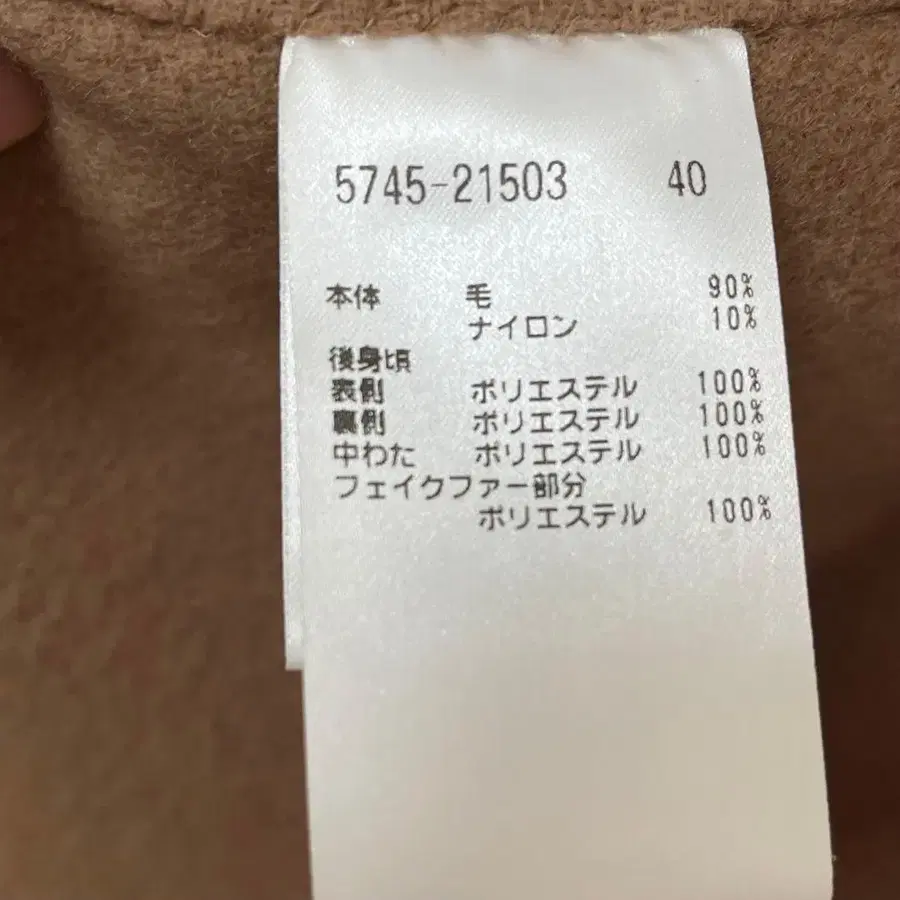 5745-21503 40
本体 毛 90%
ナイロン 10%
後身頃
表側 ポリエステル 100%
裏側 ポリエステル 100%
中わた ポリエステル 100%
フェイクファー部分
ポリエステル 100%